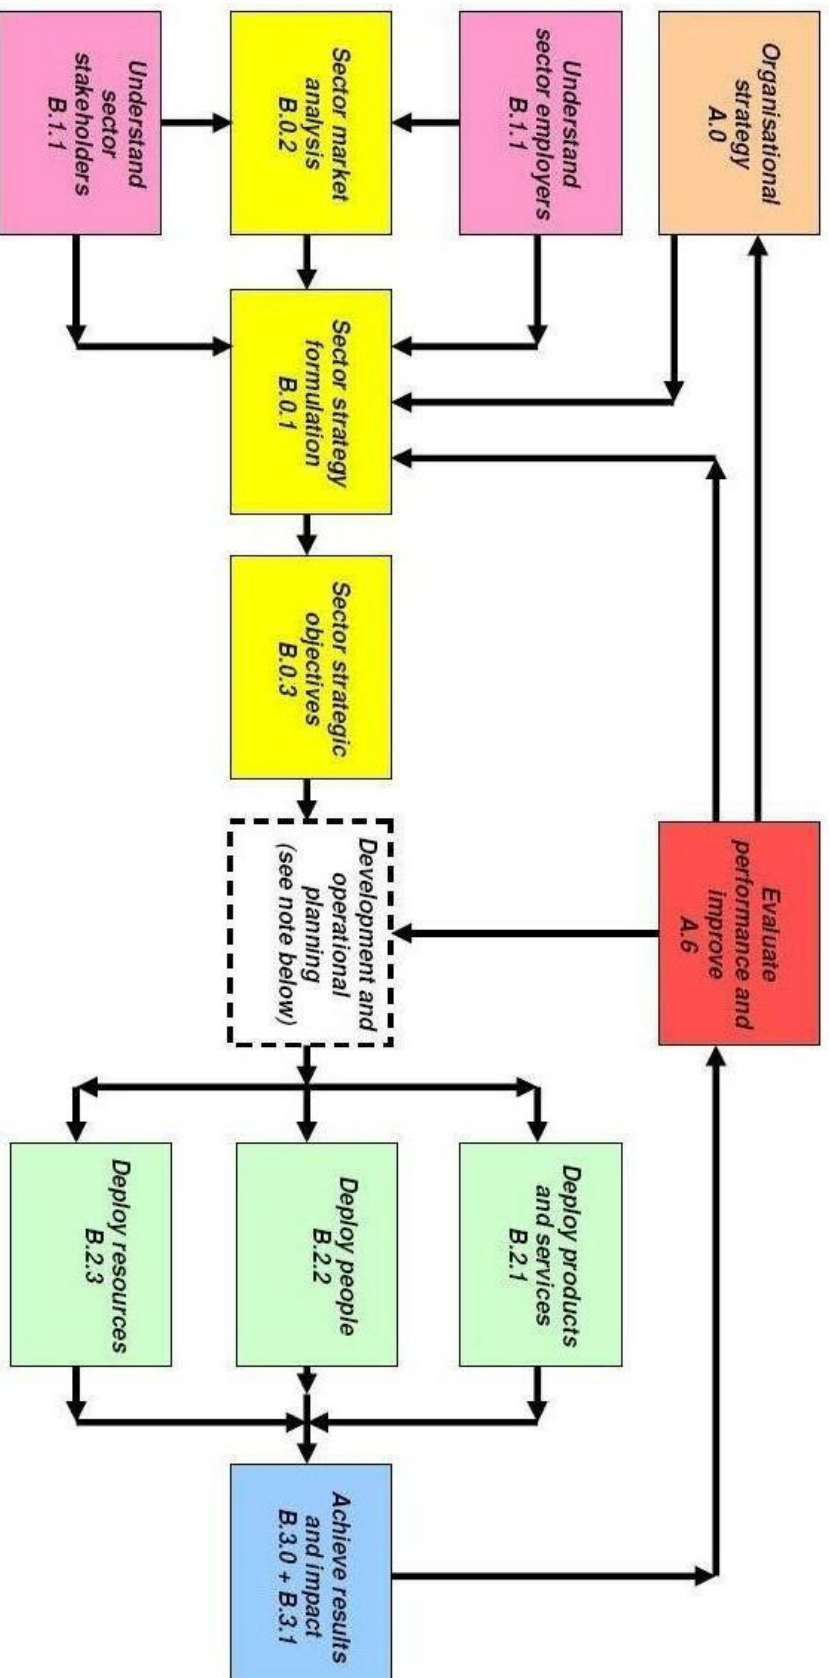 Organisational
strategy
A.0
Evaluate
performance and
improve
A.6
Understand
sector employers
B.1.1
Deploy products
and services
B.2.1
Sector market
analysis
B.0.2
Sector strategy
formulation
B.0.1
Sector strategic
objectives
B.0.3
Development and
operational
planning
(see note below)
Deploy people
B.2.2
Achieve results
and impact
B.3.0 + B.3.1
Understand
sector
stakeholders
B.1.1
Deploy resources
B.2.3